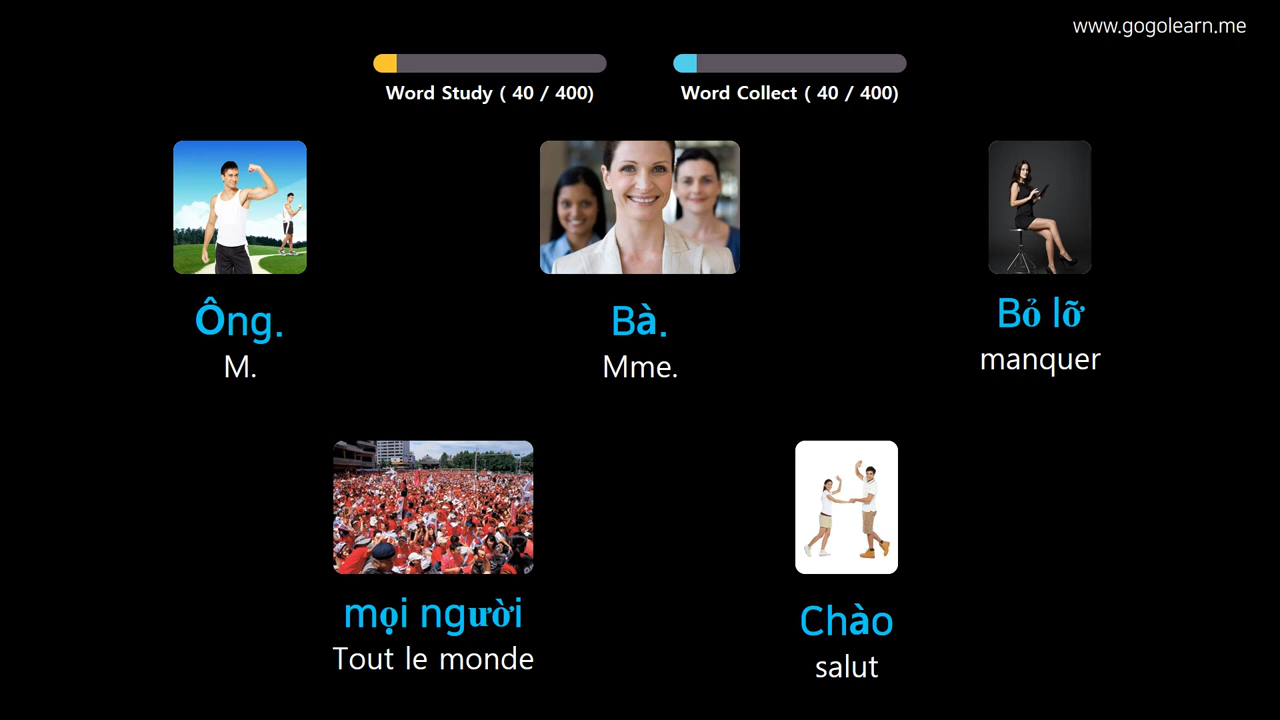 www.gogolearn.me
Word Study ( 40 / 400)
Word Collect ( 40 / 400)
Ông.
M.
Bà.
Mme.
Bỏ lỡ
manquer
mọi người
Tout le monde
Chào
salut